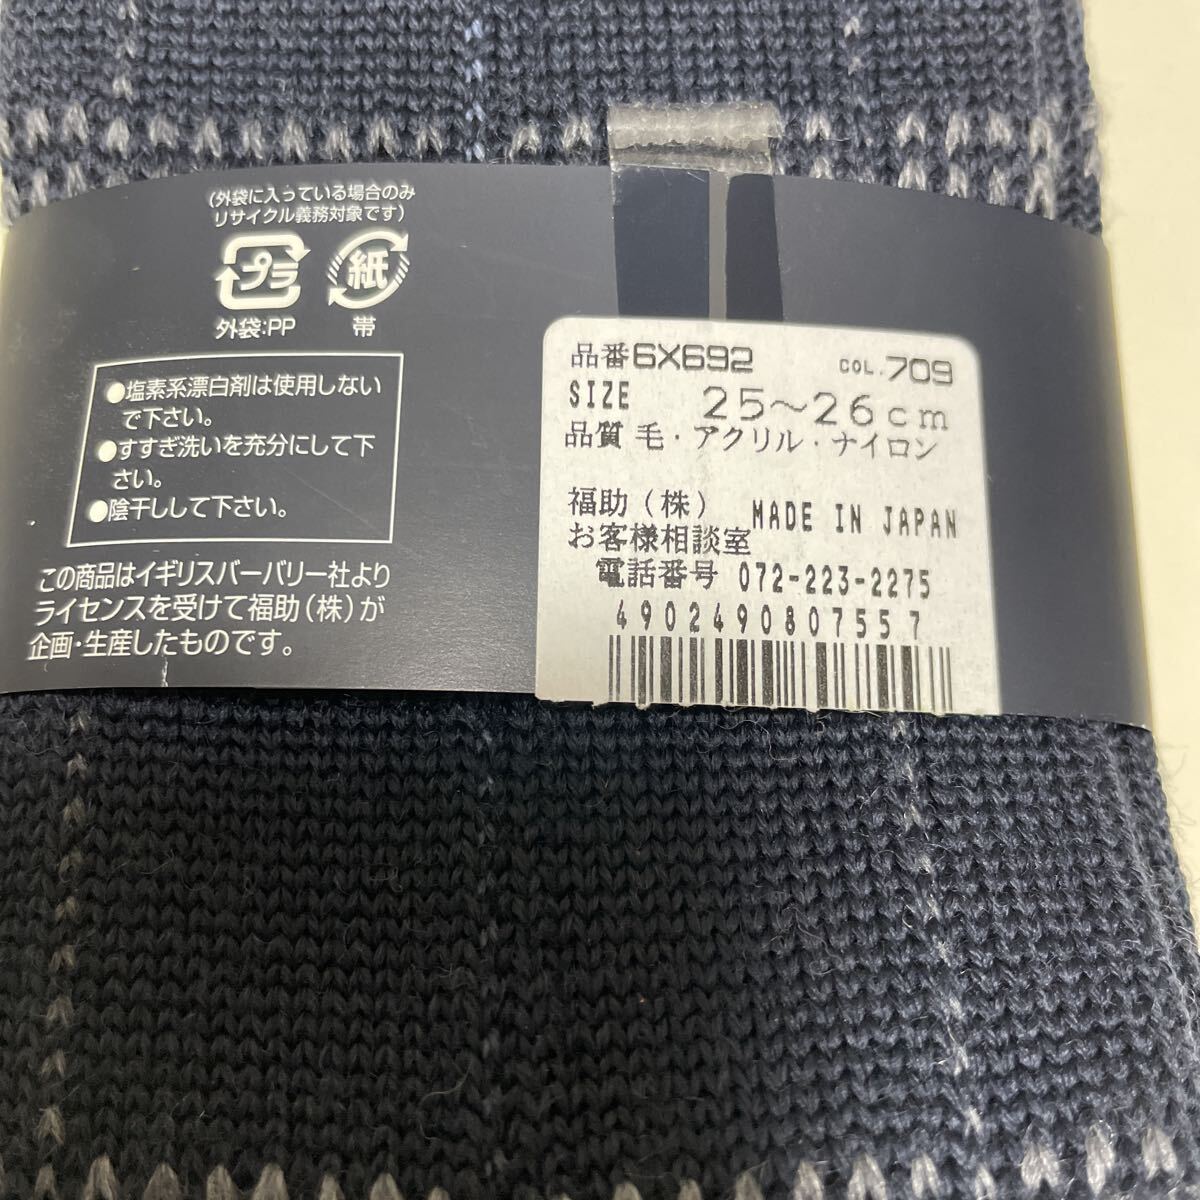 (外袋に入っている場合のみ
リサイクル義務対象です)
プラ
紙
外袋:PP
帯
●塩素系漂白剤は使用しない
で下さい。
●すすぎ洗いを充分にして下
さい。
●陰干しして下さい。
この商品はイギリスバーバリー社より
ライセンスを受けて福助(株)が
企画・生産したものです。
品番6X692 COL.709
SIZE 25～26cm
品質 毛・アクリル・ナイロン
福助(株) MADE IN JAPAN
お客様相談室
電話番号 072-223-2275
4902490807557